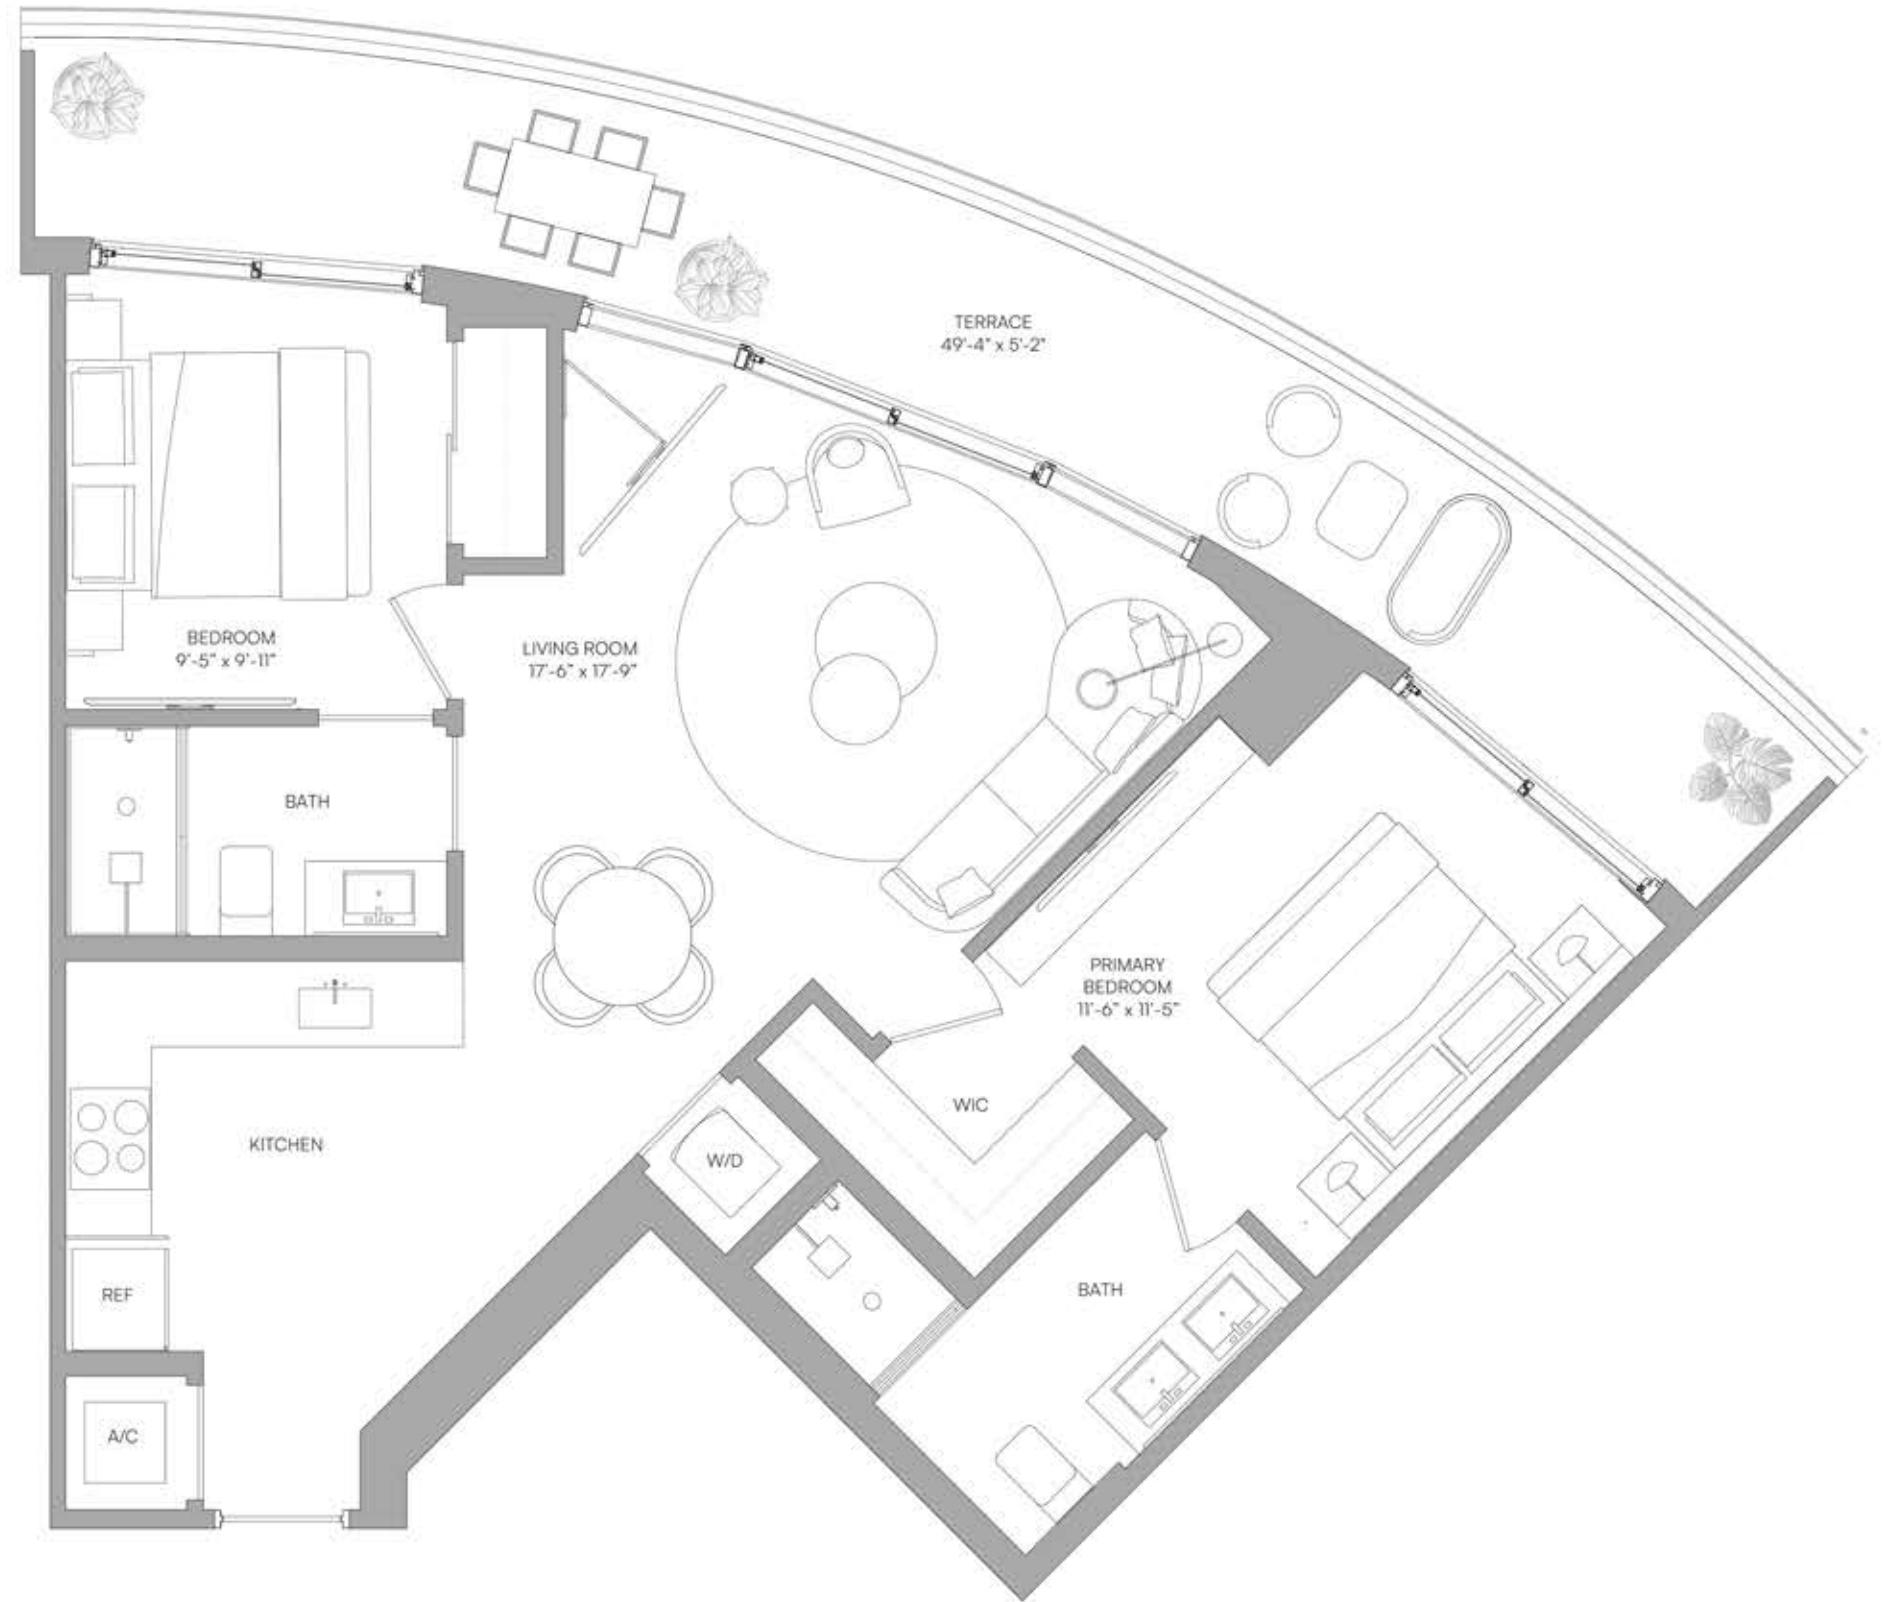 TERRACE
49'-4" x 5'-2"
BEDROOM
9'-5" x 9'-11"
LIVING ROOM
17'-6" x 17'-9"
BATH
PRIMARY
BEDROOM
11'-6" x 11'-5"
WIC
KITCHEN
W/D
REF
BATH
A/C